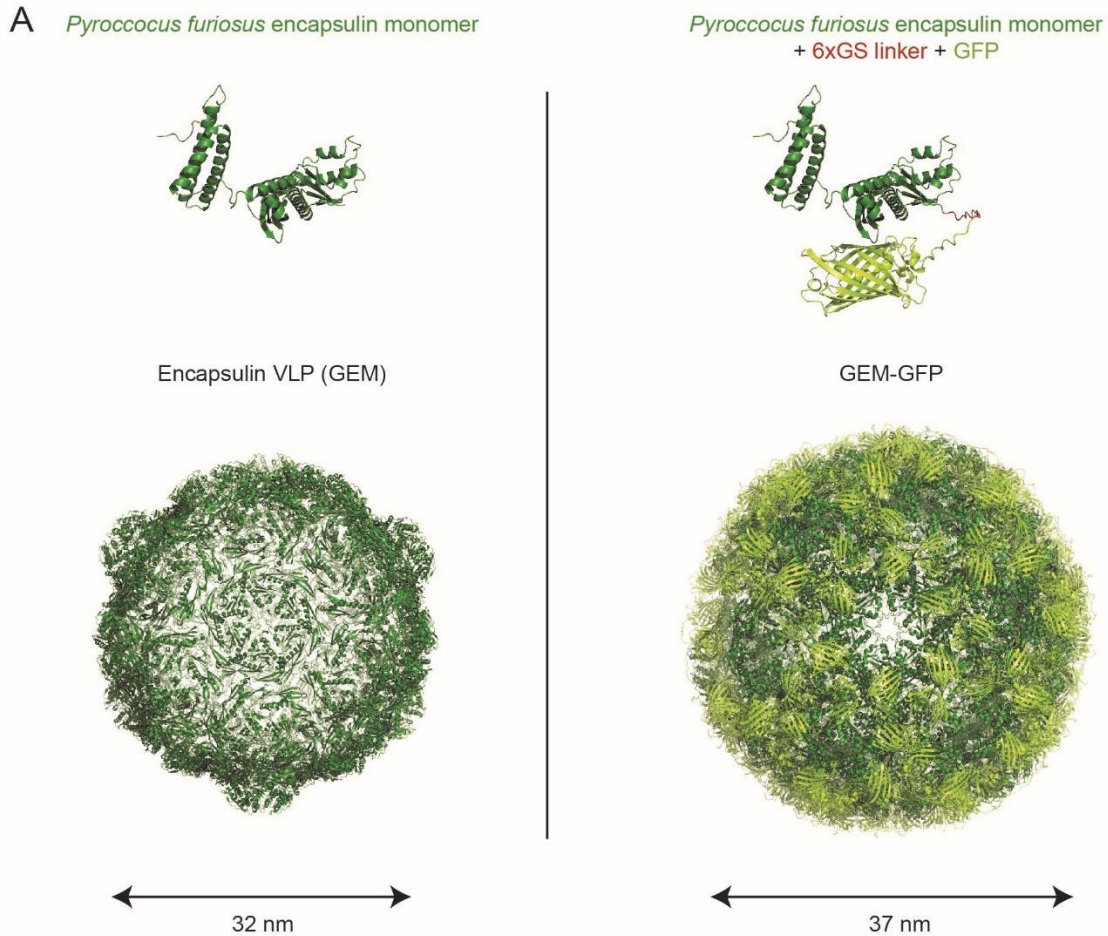 A
Pyroccocus furiosus encapsulin monomer
Pyroccocus furiosus encapsulin monomer
+ 6xGS linker + GFP
Encapsulin VLP (GEM)
GEM-GFP
32 nm
37 nm